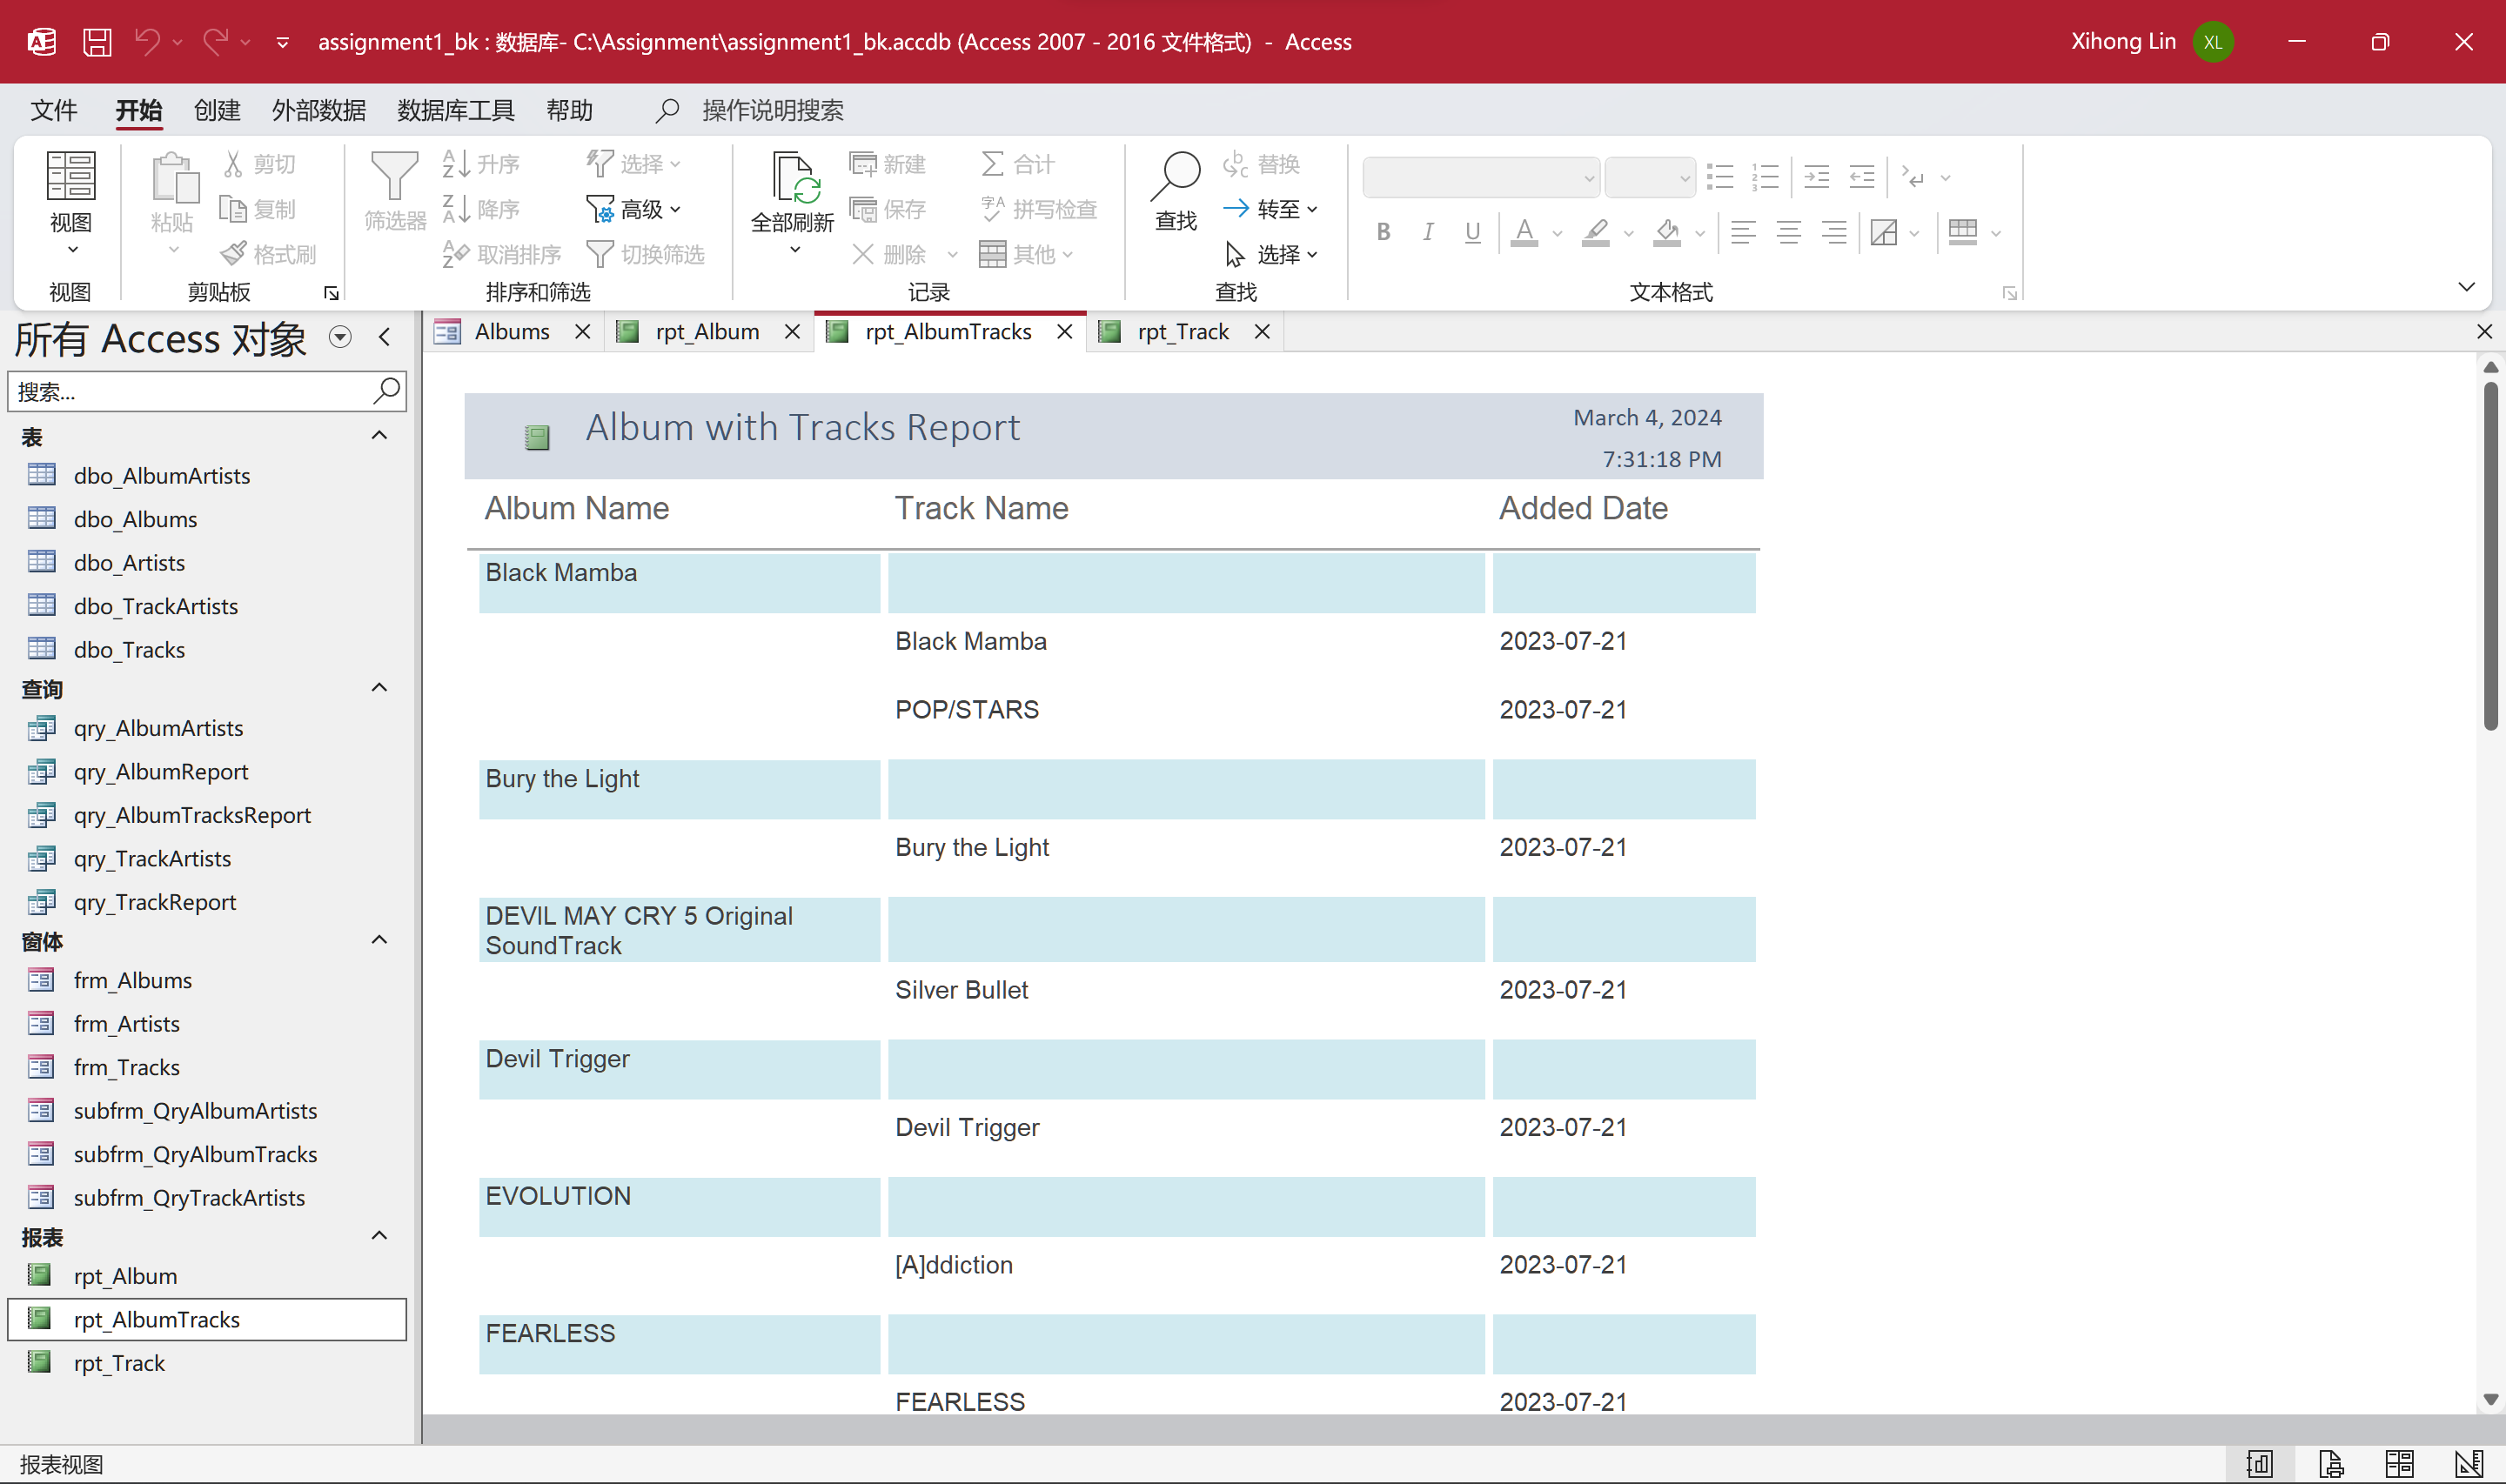 assignment1_bk : 数据库- C:\Assignment\assignment1_bk.accdb (Access 2007 - 2016 文件格式) - Access
Xihong Lin XL
文件 开始 创建 外部数据 数据库工具 帮助 操作说明搜索
视图
视图
粘贴
剪切
复制
格式刷
剪贴板
筛选器
升序
降序
取消排序
选择
高级
切换筛选
排序和筛选
全部刷新
新建
保存
删除
合计
拼写检查
其他
记录
查找
替换
转至
选择
查找
B I U A
文本格式
所有 Access 对象
搜索...
表
dbo_AlbumArtists
dbo_Albums
dbo_Artists
dbo_TrackArtists
dbo_Tracks
查询
qry_AlbumArtists
qry_AlbumReport
qry_AlbumTracksReport
qry_TrackArtists
qry_TrackReport
窗体
frm_Albums
frm_Artists
frm_Tracks
subfrm_QryAlbumArtists
subfrm_QryAlbumTracks
subfrm_QryTrackArtists
报表
rpt_Album
rpt_AlbumTracks
rpt_Track
Albums rpt_Album rpt_AlbumTracks rpt_Track
Album with Tracks Report
March 4, 2024
7:31:18 PM
Album Name Track Name Added Date
Black Mamba
Black Mamba 2023-07-21
POP/STARS 2023-07-21
Bury the Light
Bury the Light 2023-07-21
DEVIL MAY CRY 5 Original
SoundTrack
Silver Bullet 2023-07-21
Devil Trigger
Devil Trigger 2023-07-21
EVOLUTION
[A]ddiction 2023-07-21
FEARLESS
FEARLESS 2023-07-21
报表视图